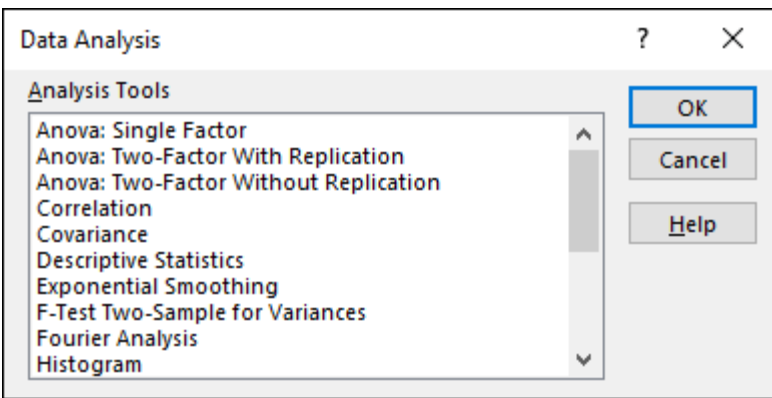 Data Analysis
?
Analysis Tools
Anova: Single Factor
Anova: Two-Factor With Replication
Anova: Two-Factor Without Replication
Correlation
Covariance
Descriptive Statistics
Exponential Smoothing
F-Test Two-Sample for Variances
Fourier Analysis
Histogram
OK
Cancel
Help